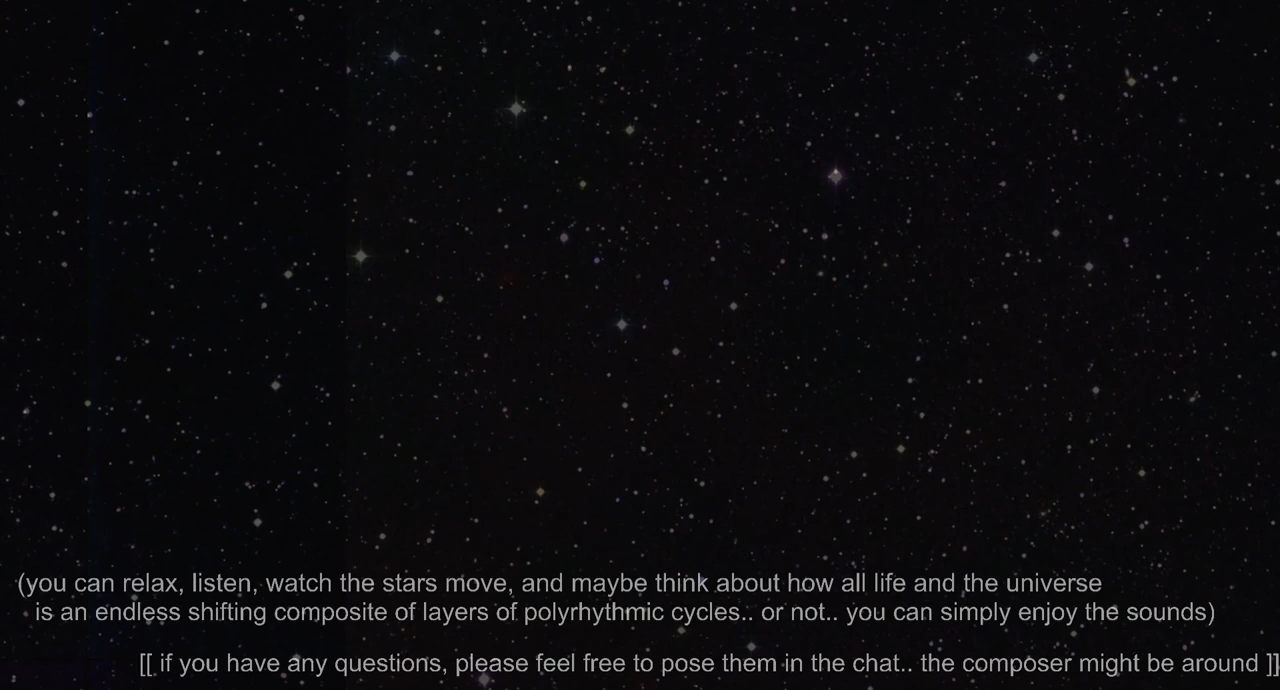 (you can relax, listen, watch the stars move, and maybe think about how all life and the universe
is an endless shifting composite of layers of polyrhythmic cycles.. or not.. you can simply enjoy the sounds)
[[ if you have any questions, please feel free to pose them in the chat.. the composer might be around ]]